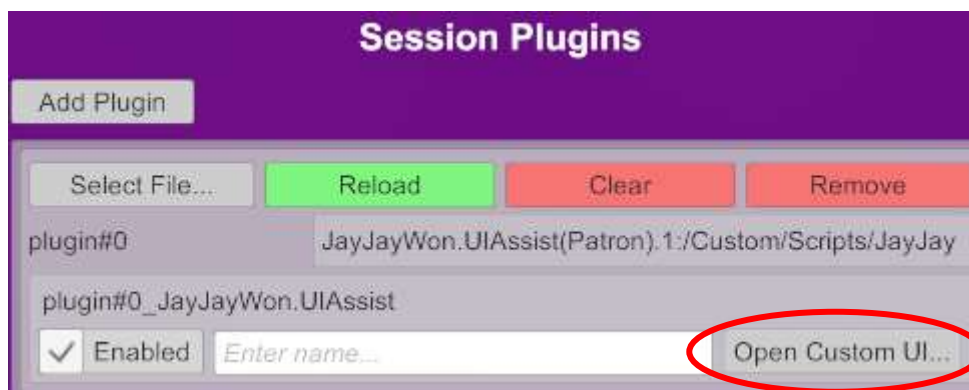 Session Plugins
Add Plugin
Select File... Reload Clear Remove
plugin#0 JayJayWon.UIAssist(Patron).1:/Custom/Scripts/JayJay
plugin#0_JayJayWon.UIAssist
Enabled Enter name... Open Custom UI...